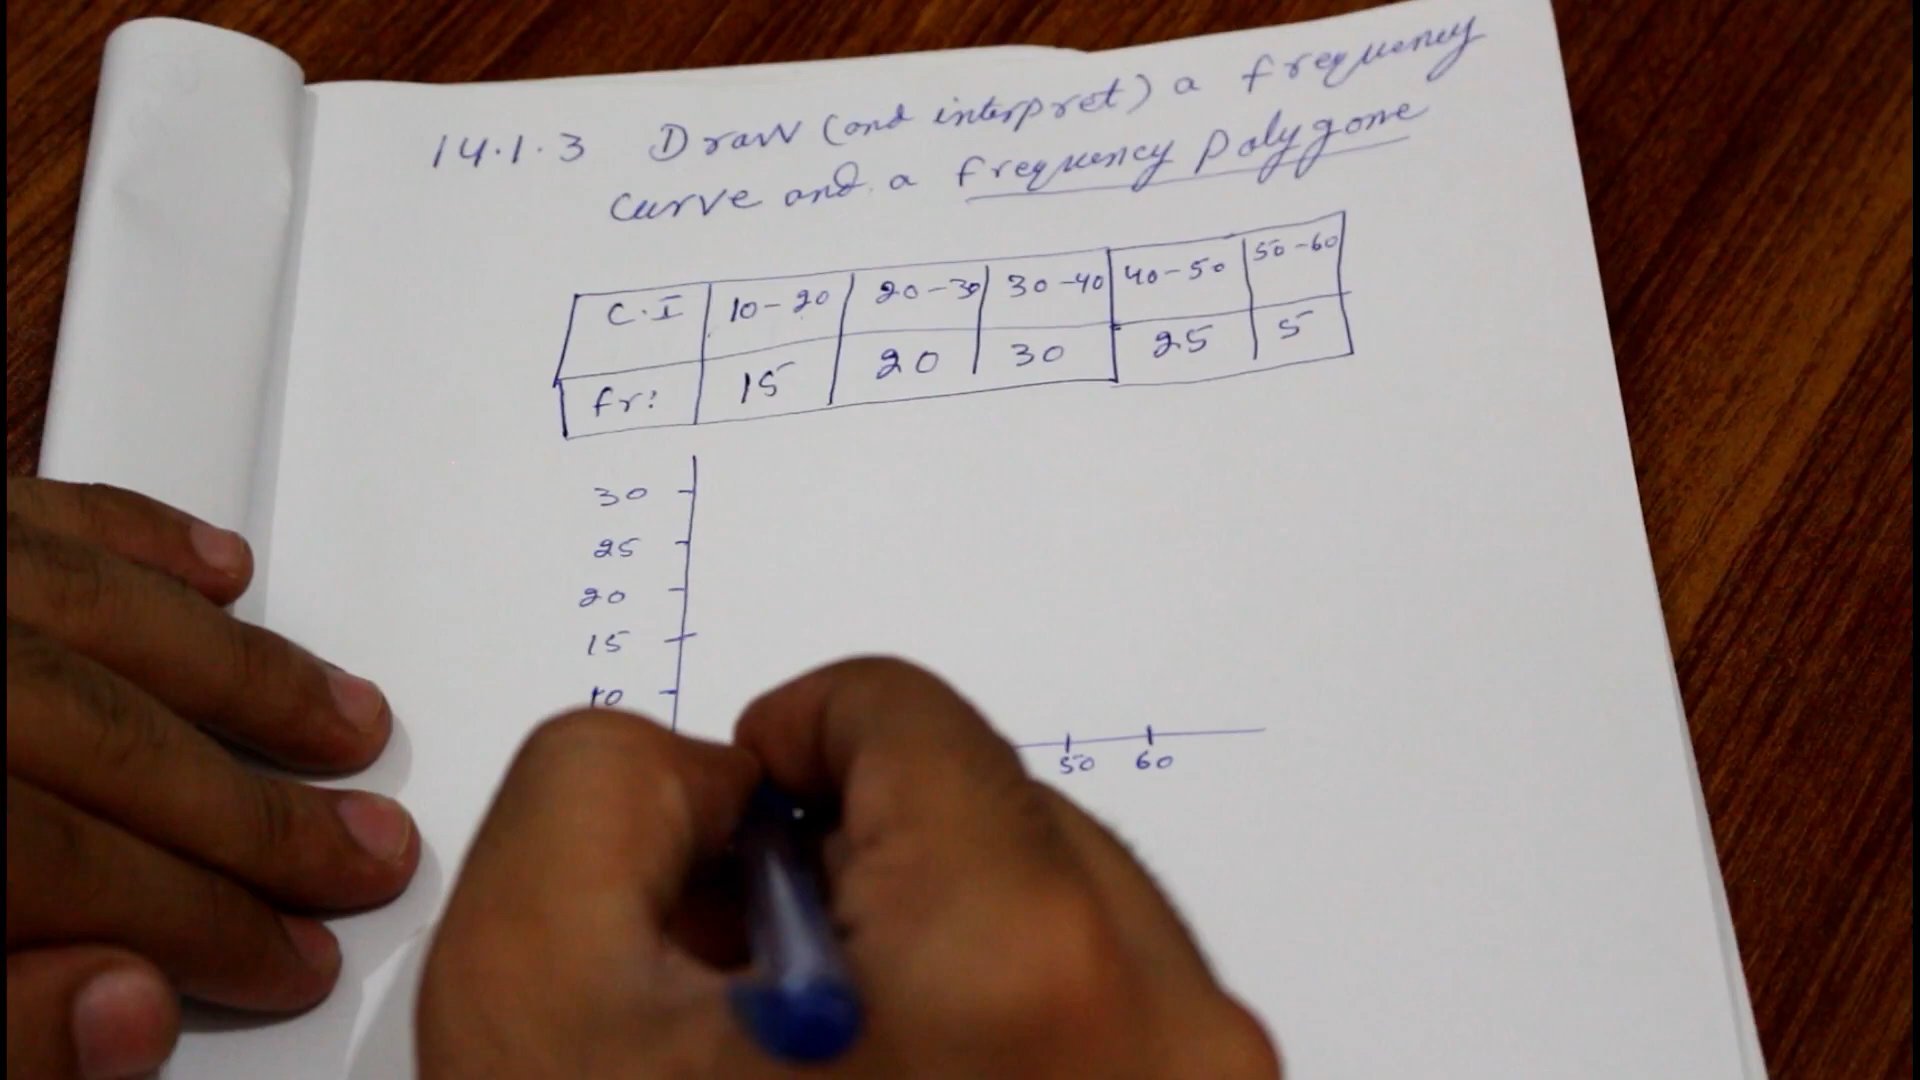 14.1.3 Draw (and interpret) a frequency
curve and a frequency polygone
C.I 10-20 20-30 30-40 40-50 50-60
fr: 15 20 30 25 5
30
25
20
15
10
50 60